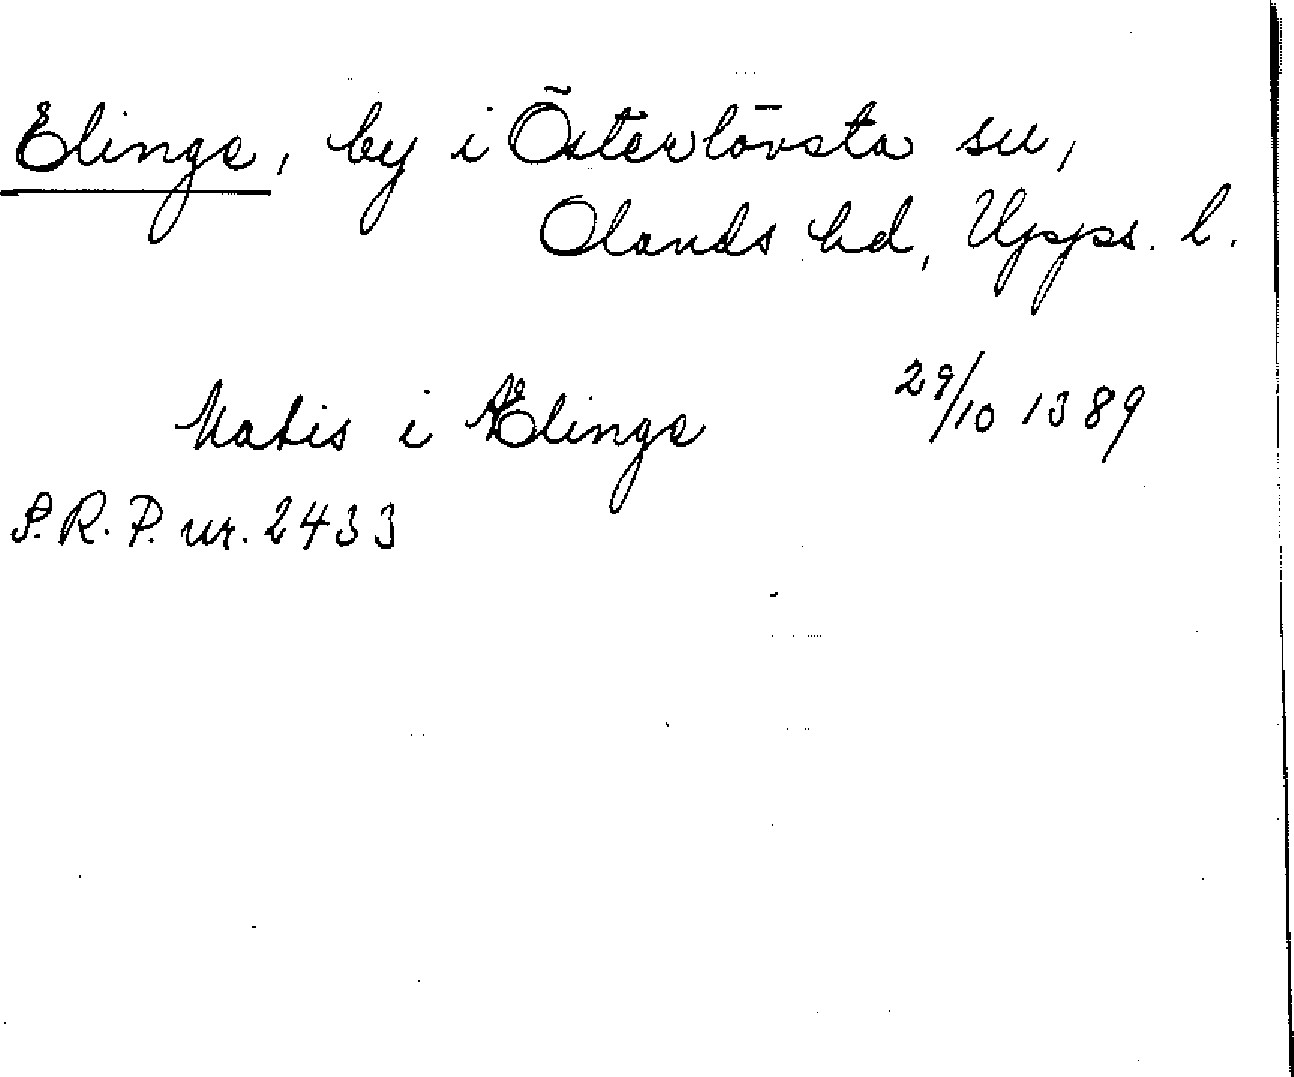 Elinge, by i Österlövsta sn,
Olands hd, Upps. l.
Matis i Ælinge 29/10 1389
S.R.P. nr. 2433